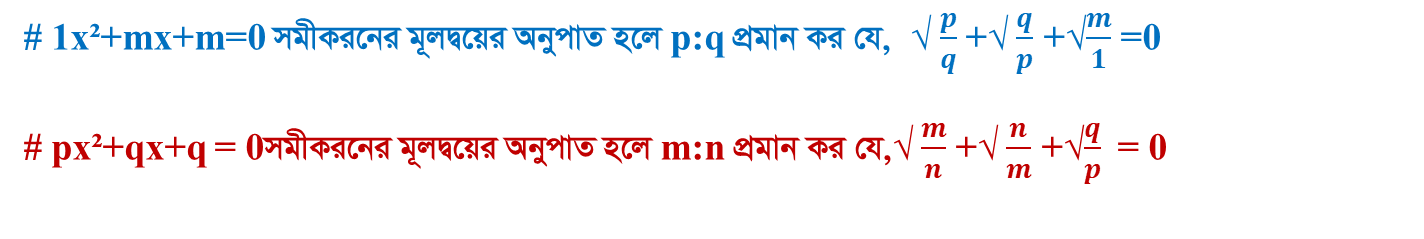 # 1x²+mx+m=0 সমীকরনের মূলদ্বয়ের অনুপাত হলে p:q প্রমান কর যে, √p/q +√q/p +√m/1 =0
# px²+qx+q = 0সমীকরনের মূলদ্বয়ের অনুপাত হলে m:n প্রমান কর যে,√m/n +√n/m +√q/p = 0